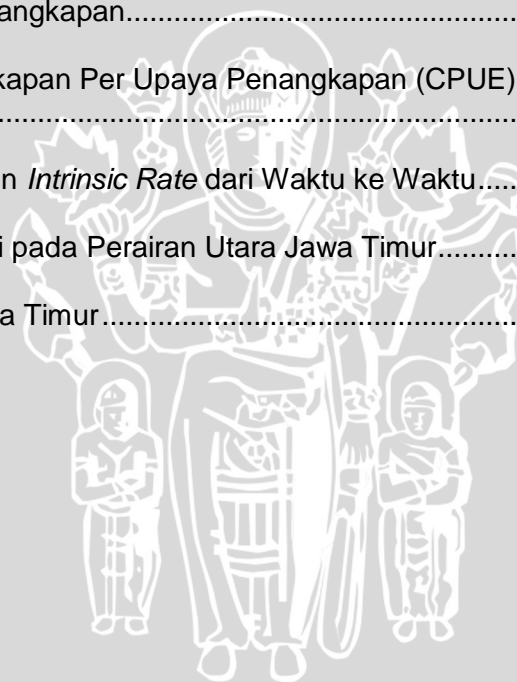 angkapan........................................................
kapan Per Upaya Penangkapan (CPUE)
........................................................................
n Intrinsic Rate dari Waktu ke Waktu......
i pada Perairan Utara Jawa Timur...........
a Timur............................................................